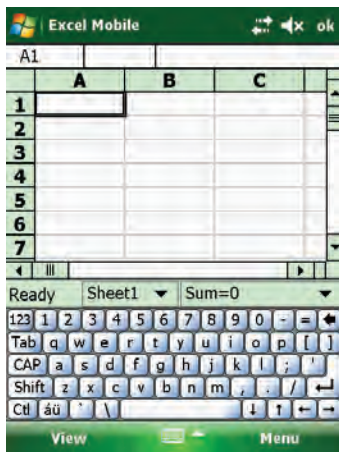 Excel Mobile ok
A1
A B C
1
2
3
4
5
6
7
Ready Sheet1 Sum=0
123 1 2 3 4 5 6 7 8 9 0 - =
Tab q w e r t y u i o p [ ]
CAP a s d f g h j k l ; '
Shift z x c v b n m , . /
Ctl áü ` \
View Menu